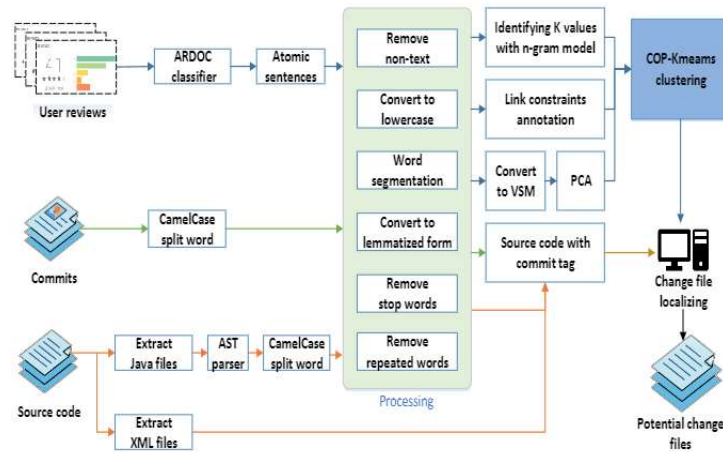 User reviews
ARDOC
classifier
Atomic
sentences
Remove
non-text
Convert to
lowercase
Word
segmentation
Convert to
lemmatized form
Remove
stop words
Remove
repeated words
Processing
Identifying K values
with n-gram model
Link constraints
annotation
Convert
to VSM
PCA
COP-Kmeams
clustering
Commits
CamelCase
split word
Source code with
commit tag
Change file
localizing
Source code
Extract
Java files
AST
parser
CamelCase
split word
Extract
XML files
Potential change
files